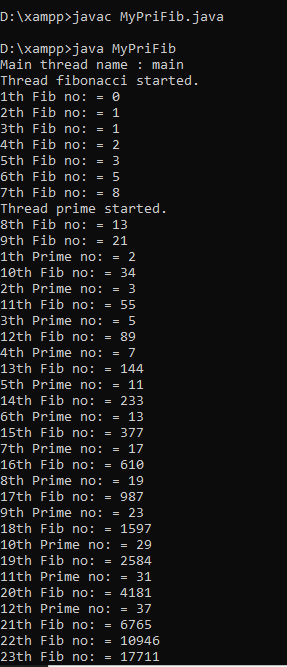 D:\xampp>javac MyPriFib.java
D:\xampp>java MyPriFib
Main thread name : main
Thread fibonacci started.
1th Fib no: = 0
2th Fib no: = 1
3th Fib no: = 1
4th Fib no: = 2
5th Fib no: = 3
6th Fib no: = 5
7th Fib no: = 8
Thread prime started.
8th Fib no: = 13
9th Fib no: = 21
1th Prime no: = 2
10th Fib no: = 34
2th Prime no: = 3
11th Fib no: = 55
3th Prime no: = 5
12th Fib no: = 89
4th Prime no: = 7
13th Fib no: = 144
5th Prime no: = 11
14th Fib no: = 233
6th Prime no: = 13
15th Fib no: = 377
7th Prime no: = 17
16th Fib no: = 610
8th Prime no: = 19
17th Fib no: = 987
9th Prime no: = 23
18th Fib no: = 1597
10th Prime no: = 29
19th Fib no: = 2584
11th Prime no: = 31
20th Fib no: = 4181
12th Prime no: = 37
21th Fib no: = 6765
22th Fib no: = 10946
23th Fib no: = 17711